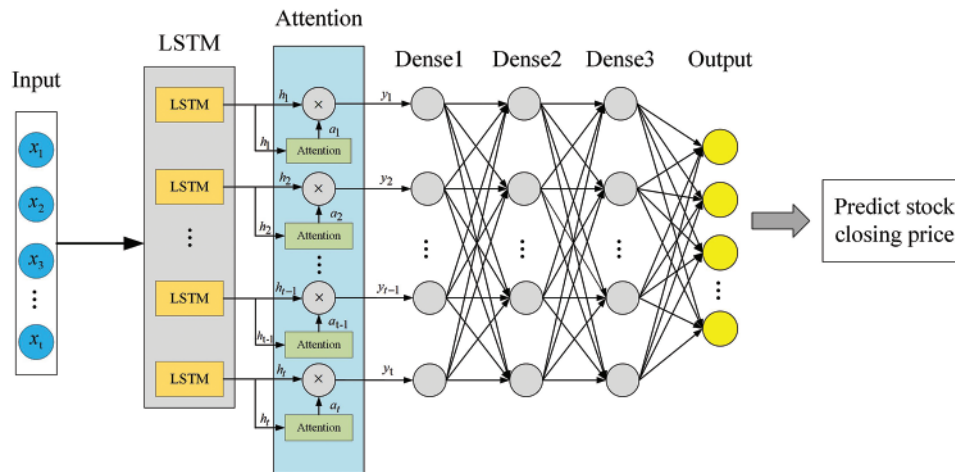 Input
LSTM
Attention
Dense1
Dense2
Dense3
Output
x₁
x₂
x₃
⋮
xₜ
LSTM
LSTM
⋮
LSTM
LSTM
h₁
h₁
×
a₁
Attention
y₁
h₂
h₂
×
a₂
Attention
y₂
⋮
hₜ₋₁
hₜ₋₁
×
aₜ₋₁
Attention
yₜ₋₁
hₜ
hₜ
×
aₜ
Attention
yₜ
⋮
⋮
⋮
⋮
Predict stock
closing price